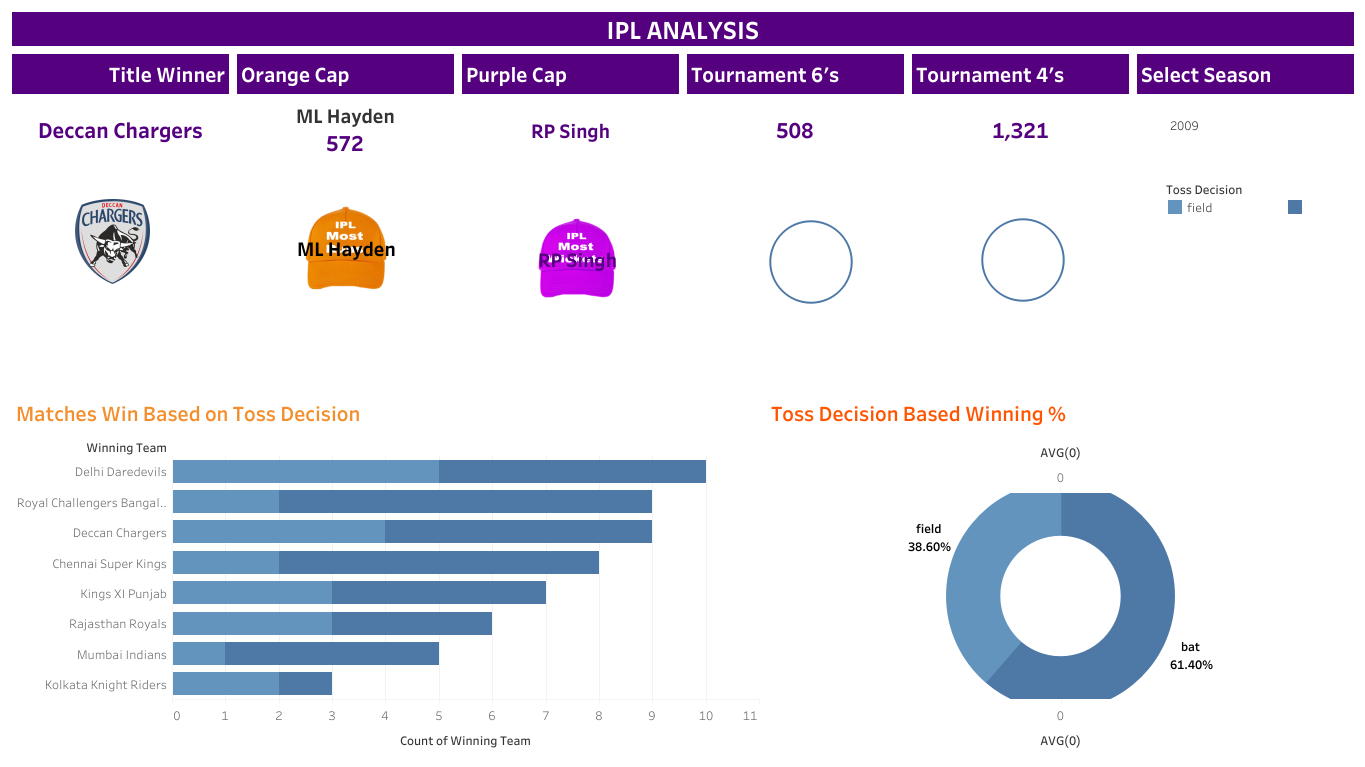 IPL ANALYSIS
Title Winner
Orange Cap
Purple Cap
Tournament 6's
Tournament 4's
Select Season
Deccan Chargers
ML Hayden
572
RP Singh
508
1,321
2009
Toss Decision
field
DECCAN
CHARGERS
IPL
Most
ML Hayden
IPL
Most
RP Singh
Matches Win Based on Toss Decision
Winning Team
Delhi Daredevils
Royal Challengers Bangal..
Deccan Chargers
Chennai Super Kings
Kings XI Punjab
Rajasthan Royals
Mumbai Indians
Kolkata Knight Riders
0 1 2 3 4 5 6 7 8 9 10 11
Count of Winning Team
Toss Decision Based Winning %
AVG(0)
0
field
38.60%
bat
61.40%
0
AVG(0)